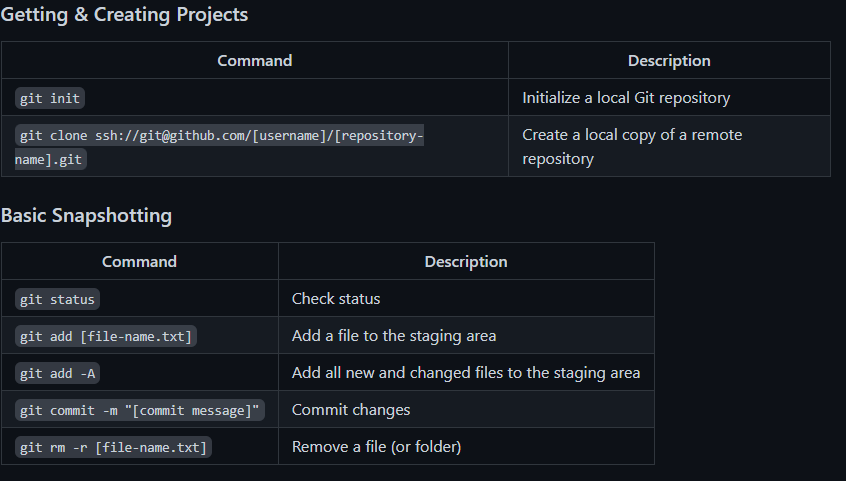 Getting & Creating Projects
Command Description
git init Initialize a local Git repository
git clone ssh://git@github.com/[username]/[repository- Create a local copy of a remote
name].git repository
Basic Snapshotting
Command Description
git status Check status
git add [file-name.txt] Add a file to the staging area
git add -A Add all new and changed files to the staging area
git commit -m "[commit message]" Commit changes
git rm -r [file-name.txt] Remove a file (or folder)